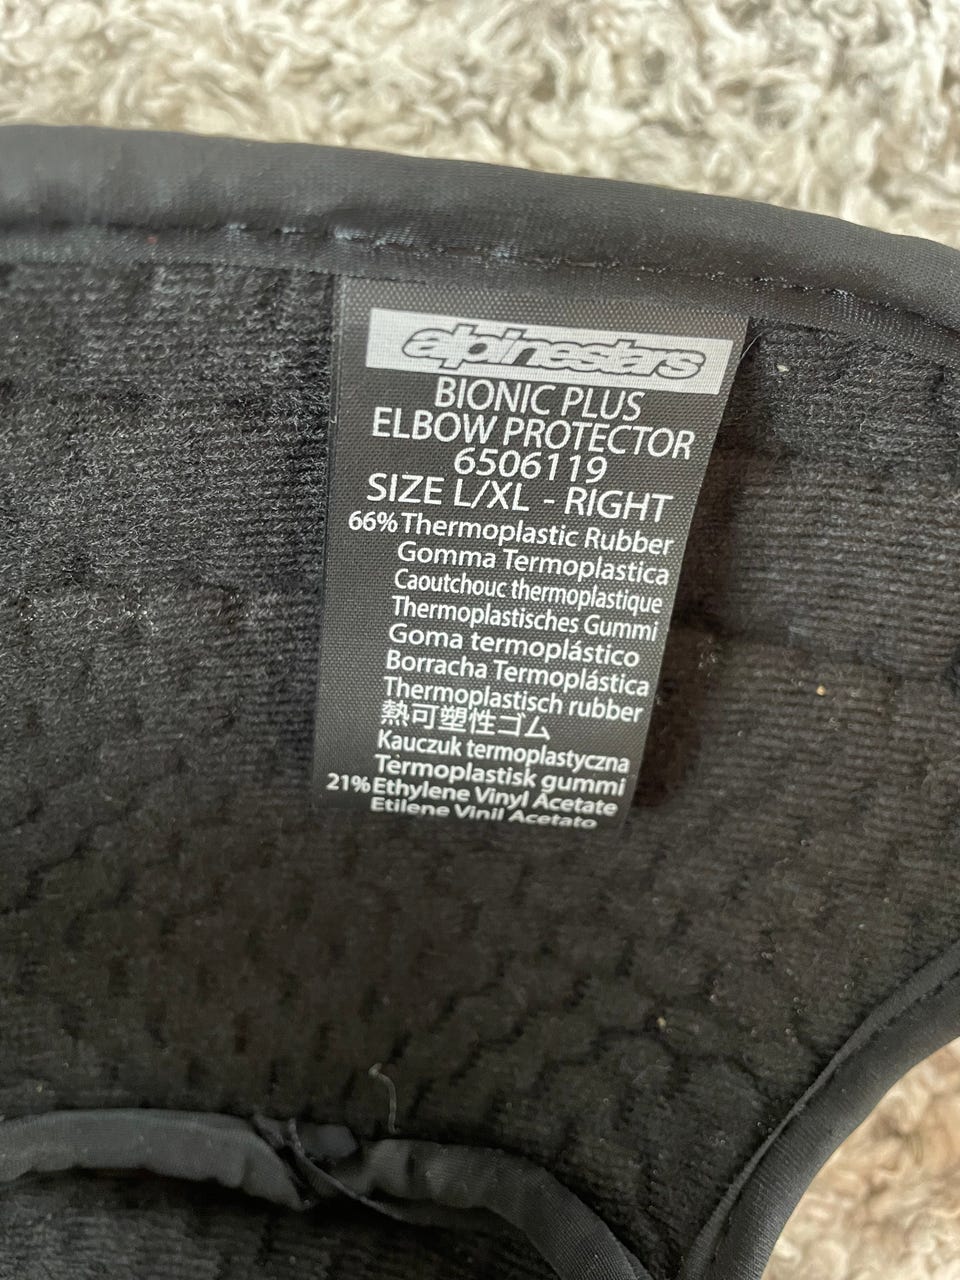 alpinestars
BIONIC PLUS
ELBOW PROTECTOR
6506119
SIZE L/XL - RIGHT
66% Thermoplastic Rubber
Gomma Termoplastica
Caoutchouc thermoplastique
Thermoplastisches Gummi
Goma termoplástico
Borracha Termoplástica
Thermoplastisch rubber
熱可塑性ゴム
Kauczuk termoplastyczna
Termoplastisk gummi
21% Ethylene Vinyl Acetate
Etilene Vinil Acetato